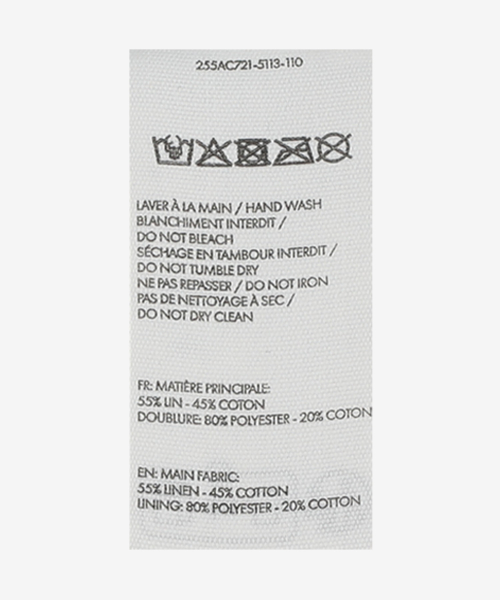 255AC721-5113-110
LAVER À LA MAIN / HAND WASH
BLANCHIMENT INTERDIT /
DO NOT BLEACH
SÉCHAGE EN TAMBOUR INTERDIT /
DO NOT TUMBLE DRY
NE PAS REPASSER / DO NOT IRON
PAS DE NETTOYAGE À SEC /
DO NOT DRY CLEAN
FR: MATIÈRE PRINCIPALE:
55% LIN - 45% COTON
DOUBLURE: 80% POLYESTER - 20% COTON
EN: MAIN FABRIC:
55% LINEN - 45% COTTON
LINING: 80% POLYESTER - 20% COTTON